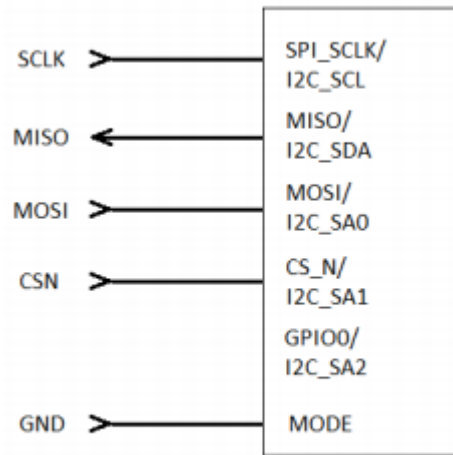 SCLK
SPI_SCLK/
I2C_SCL
MISO
MISO/
I2C_SDA
MOSI
MOSI/
I2C_SA0
CSN
CS_N/
I2C_SA1
GPIO0/
I2C_SA2
GND
MODE